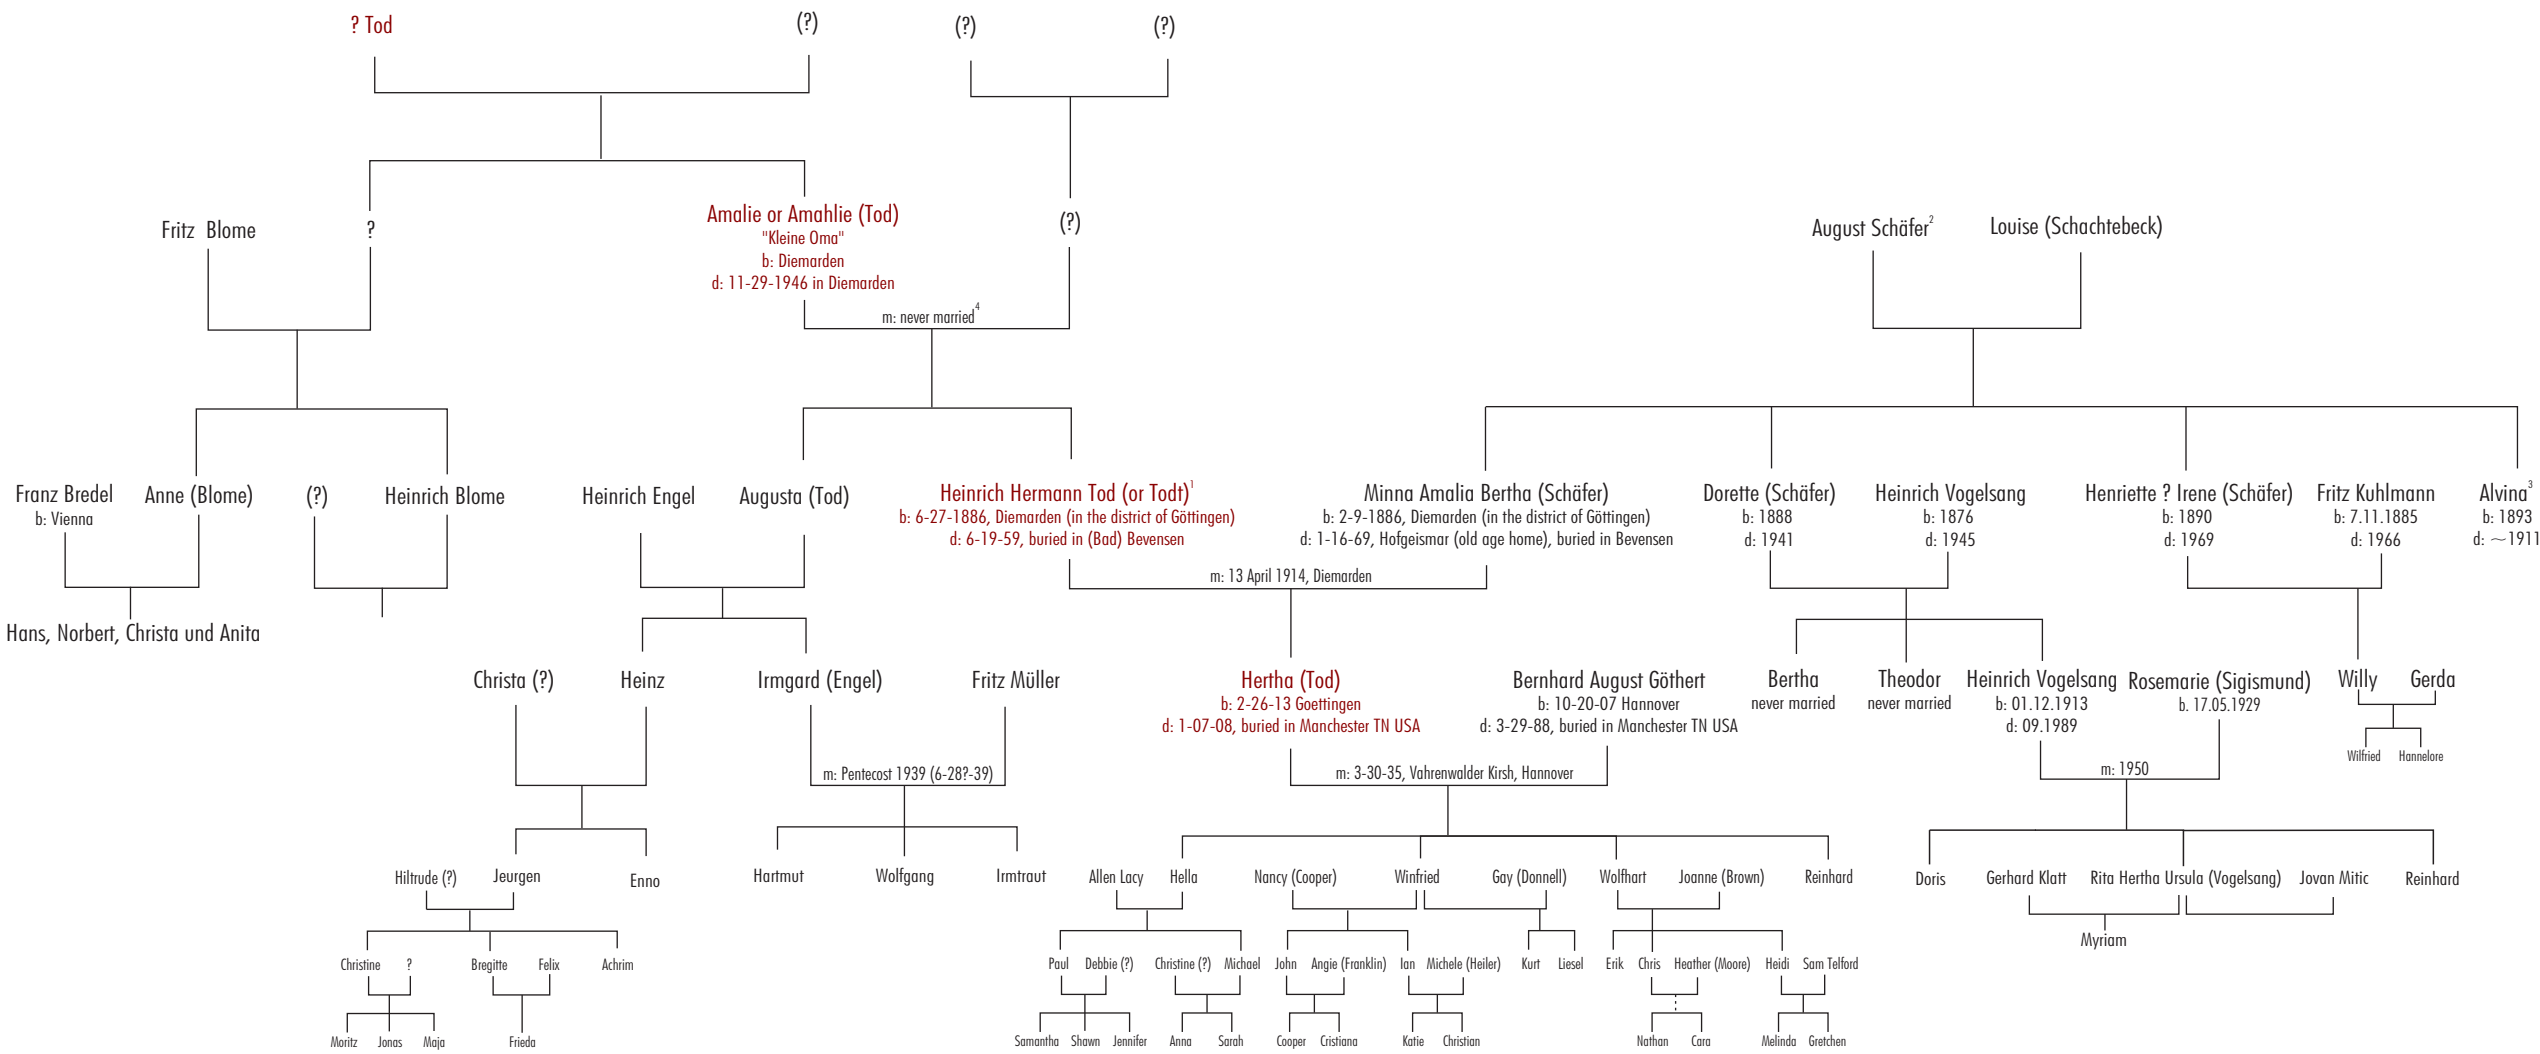 ? Tod
(?)
(?)
(?)
Fritz Blome
?
Amalie or Amahlie (Tod)
"Kleine Oma"
b: Diemarden
d: 11-29-1946 in Diemarden
(?)
m: never married4
August Schäfer2
Louise (Schachtebeck)
Franz Bredel
b: Vienna
Anne (Blome)
(?)
Heinrich Blome
Heinrich Engel
Augusta (Tod)
Heinrich Hermann Tod (or Todt)1
b: 6-27-1886, Diemarden (in the district of Göttingen)
d: 6-19-59, buried in (Bad) Bevensen
Minna Amalia Bertha (Schäfer)
b: 2-9-1886, Diemarden (in the district of Göttingen)
d: 1-16-69, Hofgeismar (old age home), buried in Bevensen
m: 13 April 1914, Diemarden
Dorette (Schäfer)
b: 1888
d: 1941
Heinrich Vogelsang
b: 1876
d: 1945
Henriette ? Irene (Schäfer)
b: 1890
d: 1969
Fritz Kuhlmann
b: 7.11.1885
d: 1966
Alvina3
b: 1893
d: ~1911
Hans, Norbert, Christa und Anita
Christa (?)
Heinz
Irmgard (Engel)
Fritz Müller
m: Pentecost 1939 (6-28?-39)
Hertha (Tod)
b: 2-26-13 Goettingen
d: 1-07-08, buried in Manchester TN USA
Bernhard August Göthert
b: 10-20-07 Hannover
d: 3-29-88, buried in Manchester TN USA
m: 3-30-35, Vahrenwalder Kirsh, Hannover
Bertha
never married
Theodor
never married
Heinrich Vogelsang
b: 01.12.1913
d: 09.1989
Rosemarie (Sigismund)
b. 17.05.1929
m: 1950
Willy
Gerda
Wilfried
Hannelore
Hiltrude (?)
Jeurgen
Enno
Hartmut
Wolfgang
Irmtraut
Allen Lacy
Hella
Nancy (Cooper)
Winfried
Gay (Donnell)
Wolfhart
Joanne (Brown)
Reinhard
Doris
Gerhard Klatt
Rita Hertha Ursula (Vogelsang)
Jovan Mitic
Reinhard
Myriam
Christine
?
Bregitte
Felix
Achrim
Paul
Debbie (?)
Christine (?)
Michael
John
Angie (Franklin)
Ian
Michele (Heiler)
Kurt
Liesel
Erik
Chris
Heather (Moore)
Heidi
Sam Telford
Moritz
Jonas
Maja
Frieda
Samantha
Shawn
Jennifer
Anna
Sarah
Cooper
Cristiana
Katie
Christian
Nathan
Cara
Melinda
Gretchen